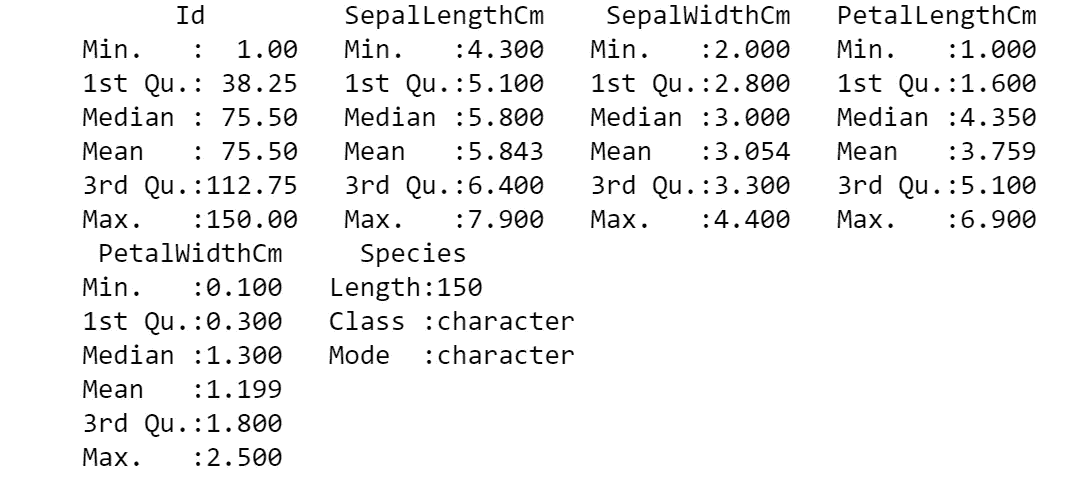 Id SepalLengthCm SepalWidthCm PetalLengthCm
Min. : 1.00 Min. :4.300 Min. :2.000 Min. :1.000
1st Qu.: 38.25 1st Qu.:5.100 1st Qu.:2.800 1st Qu.:1.600
Median : 75.50 Median :5.800 Median :3.000 Median :4.350
Mean : 75.50 Mean :5.843 Mean :3.054 Mean :3.759
3rd Qu.:112.75 3rd Qu.:6.400 3rd Qu.:3.300 3rd Qu.:5.100
Max. :150.00 Max. :7.900 Max. :4.400 Max. :6.900
PetalWidthCm Species
Min. :0.100 Length:150
1st Qu.:0.300 Class :character
Median :1.300 Mode :character
Mean :1.199
3rd Qu.:1.800
Max. :2.500